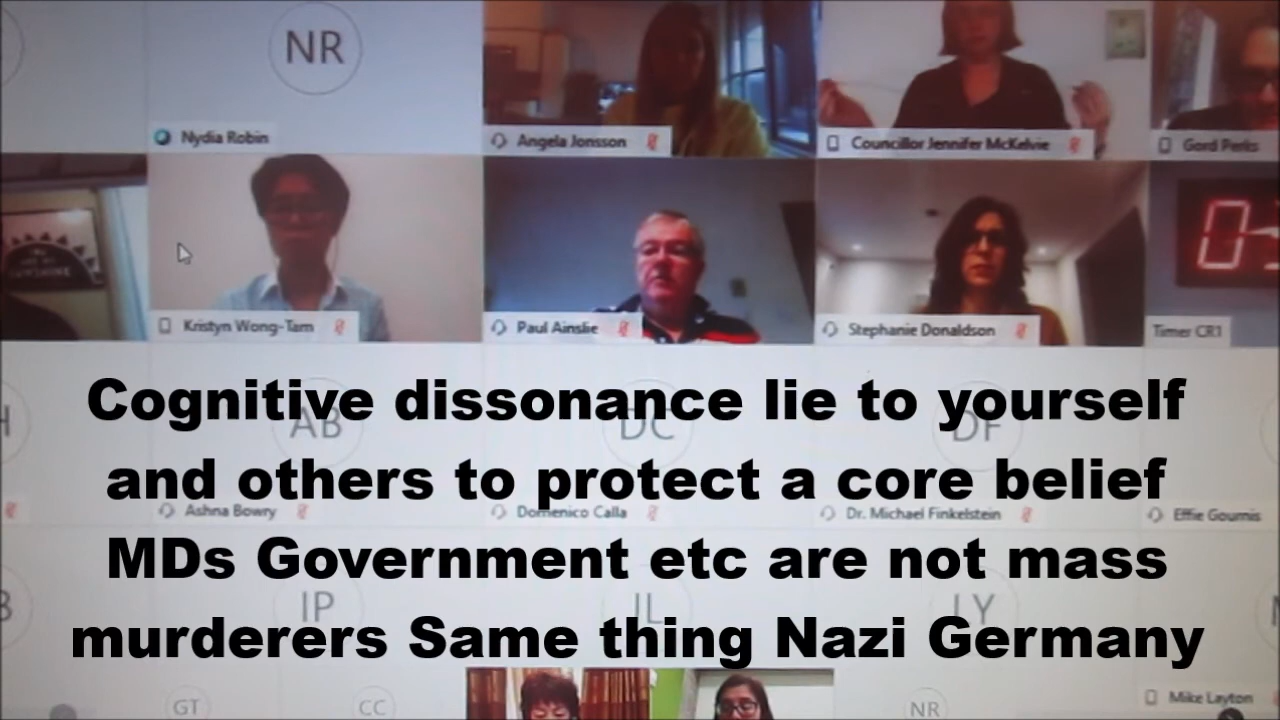 NR
Nydia Robin
Angela Jonsson
Councillor Jennifer McKelvie
Gord Perks
Kristyn Wong-Tam
Paul Ainslie
Stephanie Donaldson
Timer CR1
Cognitive dissonance lie to yourself
AB
DC
DF
and others to protect a core belief
Ashna Bowry
Domenico Calla
Dr. Michael Finkelstein
Effie Goumis
MDs Government etc are not mass
IP
JL
LY
murderers Same thing Nazi Germany
GT
CC
NR
Mike Layton